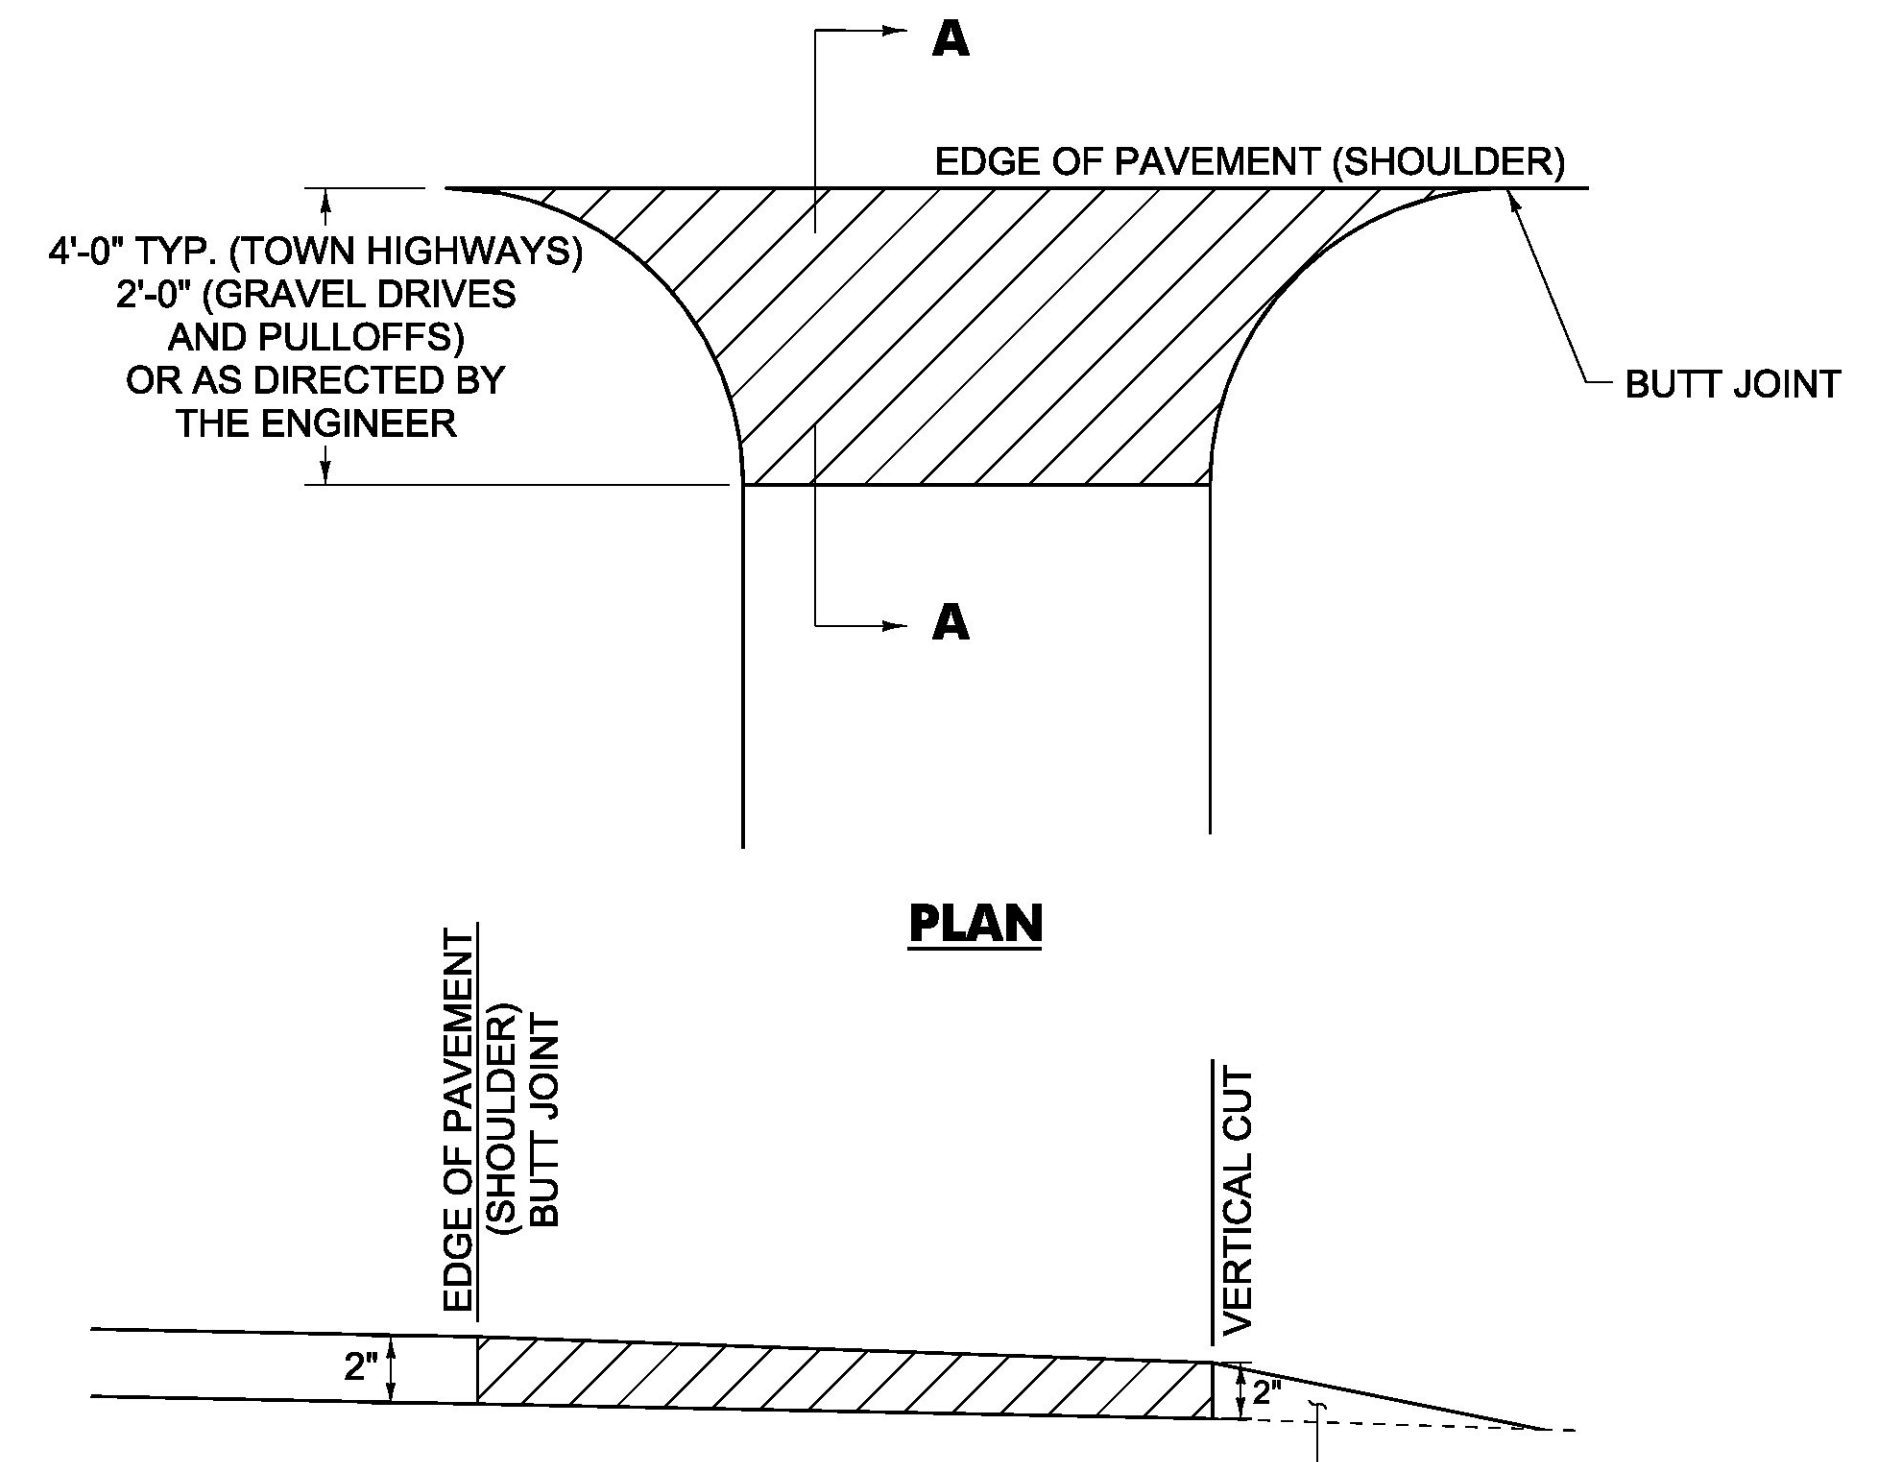 A
EDGE OF PAVEMENT (SHOULDER)
4'-0" TYP. (TOWN HIGHWAYS)
2'-0" (GRAVEL DRIVES
AND PULLOFFS)
OR AS DIRECTED BY
THE ENGINEER
BUTT JOINT
A
PLAN
EDGE OF PAVEMENT
(SHOULDER)
BUTT JOINT
VERTICAL CUT
2"
2"